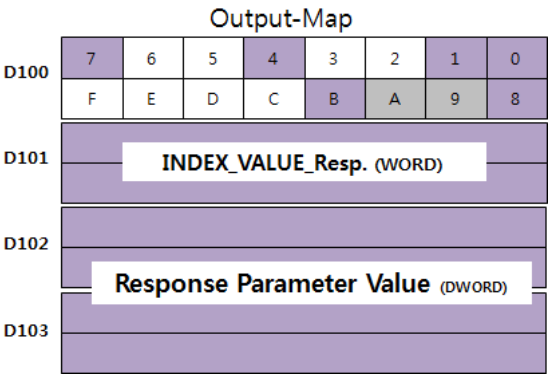 Output-Map
D100 7 6 5 4 3 2 1 0
F E D C B A 9 8
D101 INDEX_VALUE_Resp. (WORD)
D102
Response Parameter Value (DWORD)
D103